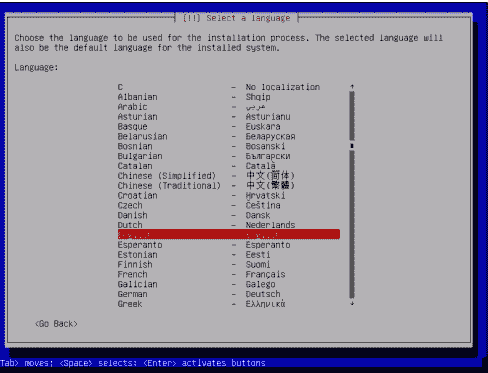 [!!] Select a language
Choose the language to be used for the installation process. The selected language will
also be the default language for the installed system.
Language:
C - No localization
Albanian - Shqip
Arabic - عربي
Asturian - Asturianu
Basque - Euskara
Belarusian - Беларуская
Bosnian - Bosanski
Bulgarian - Български
Catalan - Català
Chinese (Simplified) - 中文(简体)
Chinese (Traditional) - 中文(繁體)
Croatian - Hrvatski
Czech - Čeština
Danish - Dansk
Dutch - Nederlands
Esperanto - Esperanto
Estonian - Eesti
Finnish - Suomi
French - Français
Galician - Galego
German - Deutsch
Greek - Ελληνικά
<Go Back>
Tab> moves; <Space> selects; <Enter> activates buttons